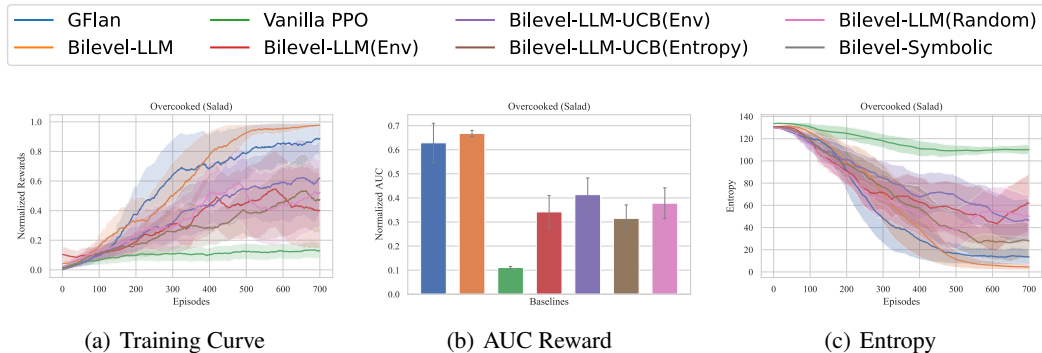 GFlan Vanilla PPO Bilevel-LLM-UCB(Env) Bilevel-LLM(Random)
Bilevel-LLM Bilevel-LLM(Env) Bilevel-LLM-UCB(Entropy) Bilevel-Symbolic
Overcooked (Salad)
Normalized Rewards
1.0
0.8
0.6
0.4
0.2
0.0
0 100 200 300 400 500 600 700
Episodes
(a) Training Curve
Overcooked (Salad)
Normalized AUC
0.7
0.6
0.5
0.4
0.3
0.2
0.1
0.0
Baselines
(b) AUC Reward
Overcooked (Salad)
Entropy
140
120
100
80
60
40
20
0
0 100 200 300 400 500 600 700
Episodes
(c) Entropy